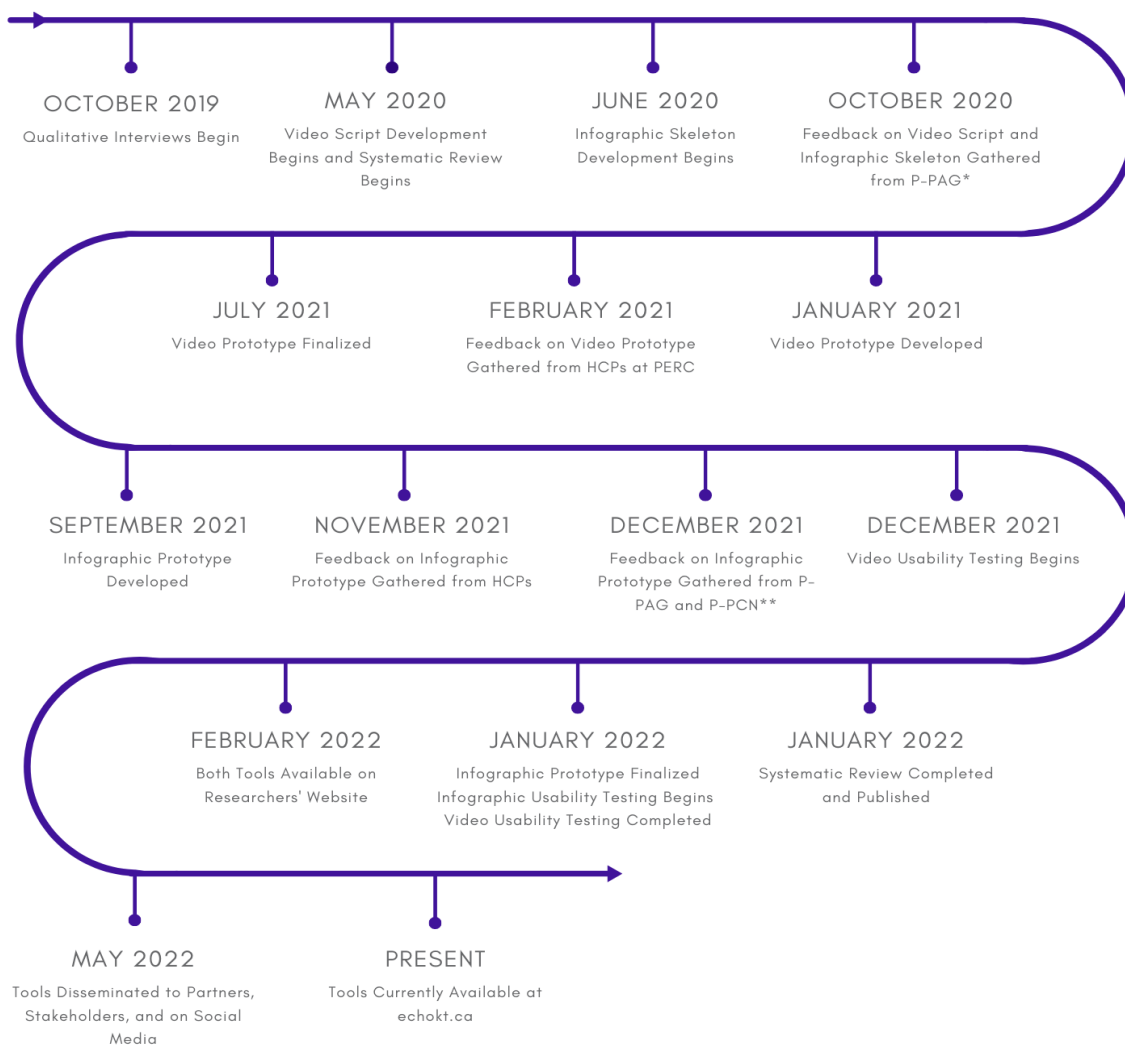 OCTOBER 2019
Qualitative Interviews Begin
MAY 2020
Video Script Development
Begins and Systematic Review
Begins
JUNE 2020
Infographic Skeleton
Development Begins
OCTOBER 2020
Feedback on Video Script and
Infographic Skeleton Gathered
from P-PAG*
JULY 2021
Video Prototype Finalized
FEBRUARY 2021
Feedback on Video Prototype
Gathered from HCPs at PERC
JANUARY 2021
Video Prototype Developed
SEPTEMBER 2021
Infographic Prototype
Developed
NOVEMBER 2021
Feedback on Infographic
Prototype Gathered from HCPs
DECEMBER 2021
Feedback on Infographic
Prototype Gathered from P-
PAG and P-PCN**
DECEMBER 2021
Video Usability Testing Begins
FEBRUARY 2022
Both Tools Available on
Researchers' Website
JANUARY 2022
Infographic Prototype Finalized
Infographic Usability Testing Begins
Video Usability Testing Completed
JANUARY 2022
Systematic Review Completed
and Published
MAY 2022
Tools Disseminated to Partners,
Stakeholders, and on Social
Media
PRESENT
Tools Currently Available at
echokt.ca